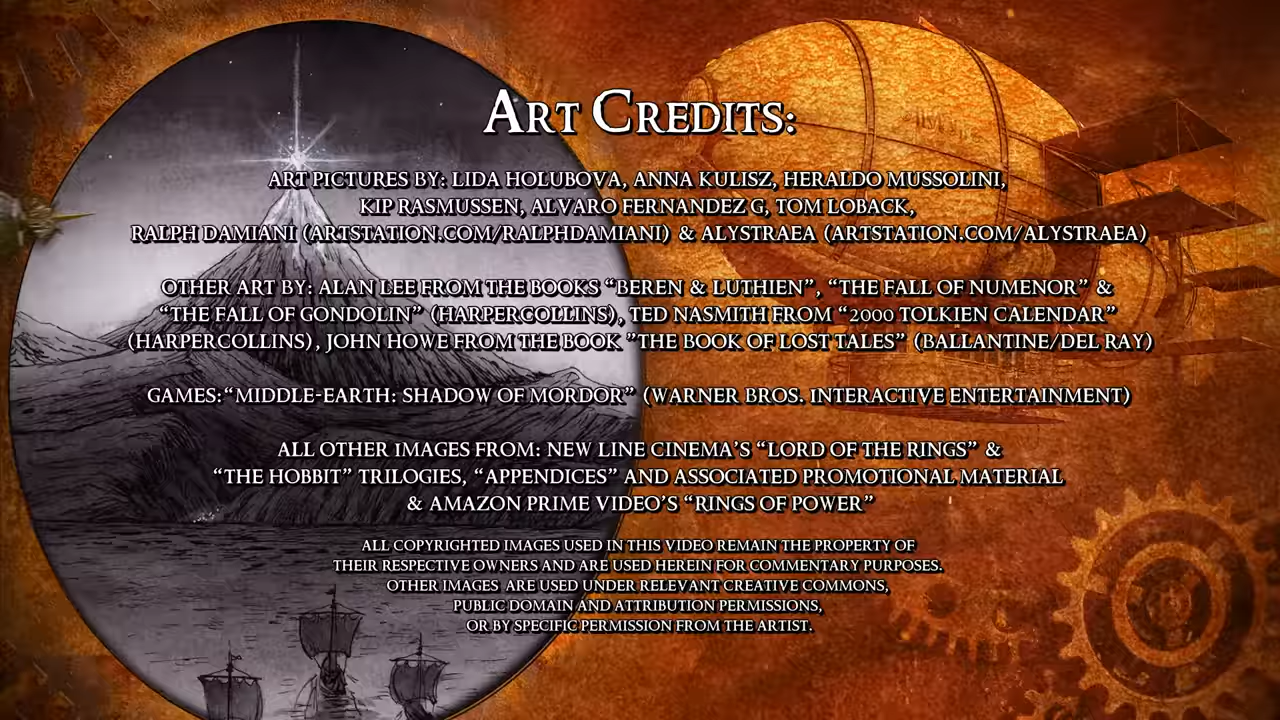 Art Credits:
ART PICTURES BY: LIDA HOLUBOVA, ANNA KULISZ, HERALDO MUSSOLINI,
KIP RASMUSSEN, ALVARO FERNANDEZ G, TOM LOBACK,
RALPH DAMIANI (ARTSTATION.COM/RALPHDAMIANI) & ALYSTRAEA (ARTSTATION.COM/ALYSTRAEA)
OTHER ART BY: ALAN LEE FROM THE BOOKS “BEREN & LUTHIEN”, “THE FALL OF NUMENOR” &
“THE FALL OF GONDOLIN” (HARPERCOLLINS), TED NASMITH FROM “2000 TOLKIEN CALENDAR”
(HARPERCOLLINS), JOHN HOWE FROM THE BOOK ”THE BOOK OF LOST TALES” (BALLANTINE/DEL RAY)
GAMES:“MIDDLE-EARTH: SHADOW OF MORDOR” (WARNER BROS. INTERACTIVE ENTERTAINMENT)
ALL OTHER IMAGES FROM: NEW LINE CINEMA’S “LORD OF THE RINGS” &
“THE HOBBIT” TRILOGIES, “APPENDICES” AND ASSOCIATED PROMOTIONAL MATERIAL
& AMAZON PRIME VIDEO’S “RINGS OF POWER”
ALL COPYRIGHTED IMAGES USED IN THIS VIDEO REMAIN THE PROPERTY OF
THEIR RESPECTIVE OWNERS AND ARE USED HEREIN FOR COMMENTARY PURPOSES.
OTHER IMAGES ARE USED UNDER RELEVANT CREATIVE COMMONS,
PUBLIC DOMAIN AND ATTRIBUTION PERMISSIONS,
OR BY SPECIFIC PERMISSION FROM THE ARTIST.